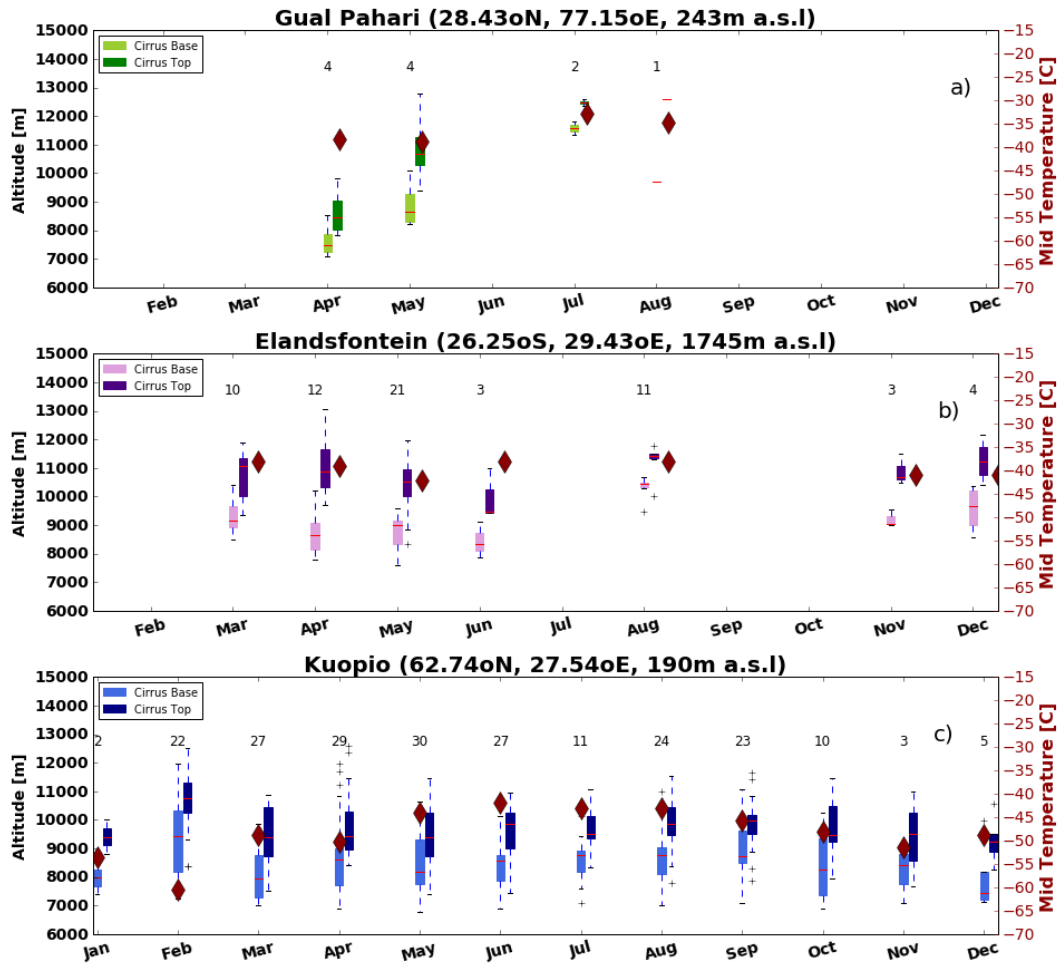 Gual Pahari (28.43oN, 77.15oE, 243m a.s.l)
Altitude [m]
15000
14000
13000
12000
11000
10000
9000
8000
7000
6000
Cirrus Base
Cirrus Top
4 4 2 1
a)
−15
−20
−25
−30
−35
−40
−45
−50
−55
−60
−65
−70
Mid Temperature [C]
Feb Mar Apr May Jun Jul Aug Sep Oct Nov Dec
Elandsfontein (26.25oS, 29.43oE, 1745m a.s.l)
Altitude [m]
15000
14000
13000
12000
11000
10000
9000
8000
7000
6000
Cirrus Base
Cirrus Top
10 12 21 3 11 3 4
b)
−15
−20
−25
−30
−35
−40
−45
−50
−55
−60
−65
−70
Mid Temperature [C]
Feb Mar Apr May Jun Jul Aug Sep Oct Nov Dec
Kuopio (62.74oN, 27.54oE, 190m a.s.l)
Altitude [m]
15000
14000
13000
12000
11000
10000
9000
8000
7000
6000
Cirrus Base
Cirrus Top
2 22 27 29 30 27 11 24 23 10 3 5
c)
−15
−20
−25
−30
−35
−40
−45
−50
−55
−60
−65
−70
Mid Temperature [C]
Jan Feb Mar Apr May Jun Jul Aug Sep Oct Nov Dec